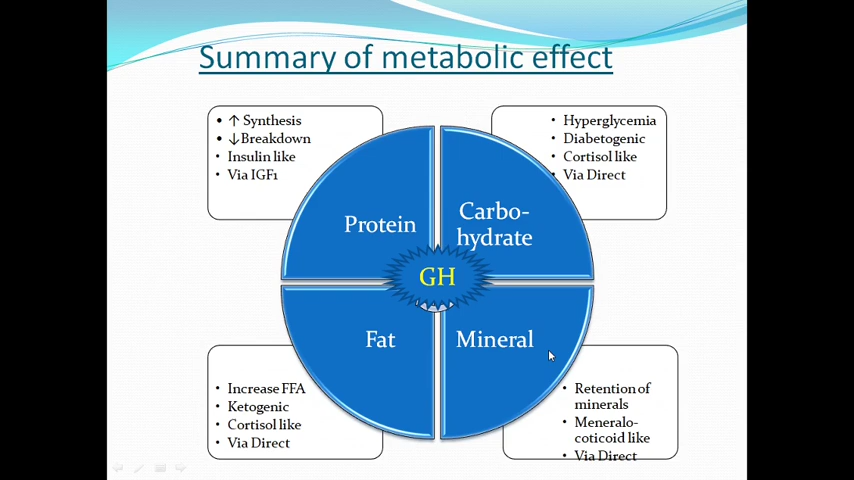 Summary of metabolic effect
• ↑ Synthesis
• ↓Breakdown
• Insulin like
• Via IGF1
• Hyperglycemia
• Diabetogenic
• Cortisol like
• Via Direct
Protein
Carbo-
hydrate
GH
Fat
Mineral
• Increase FFA
• Ketogenic
• Cortisol like
• Via Direct
• Retention of
minerals
• Meneralo-
coticoid like
• Via Direct